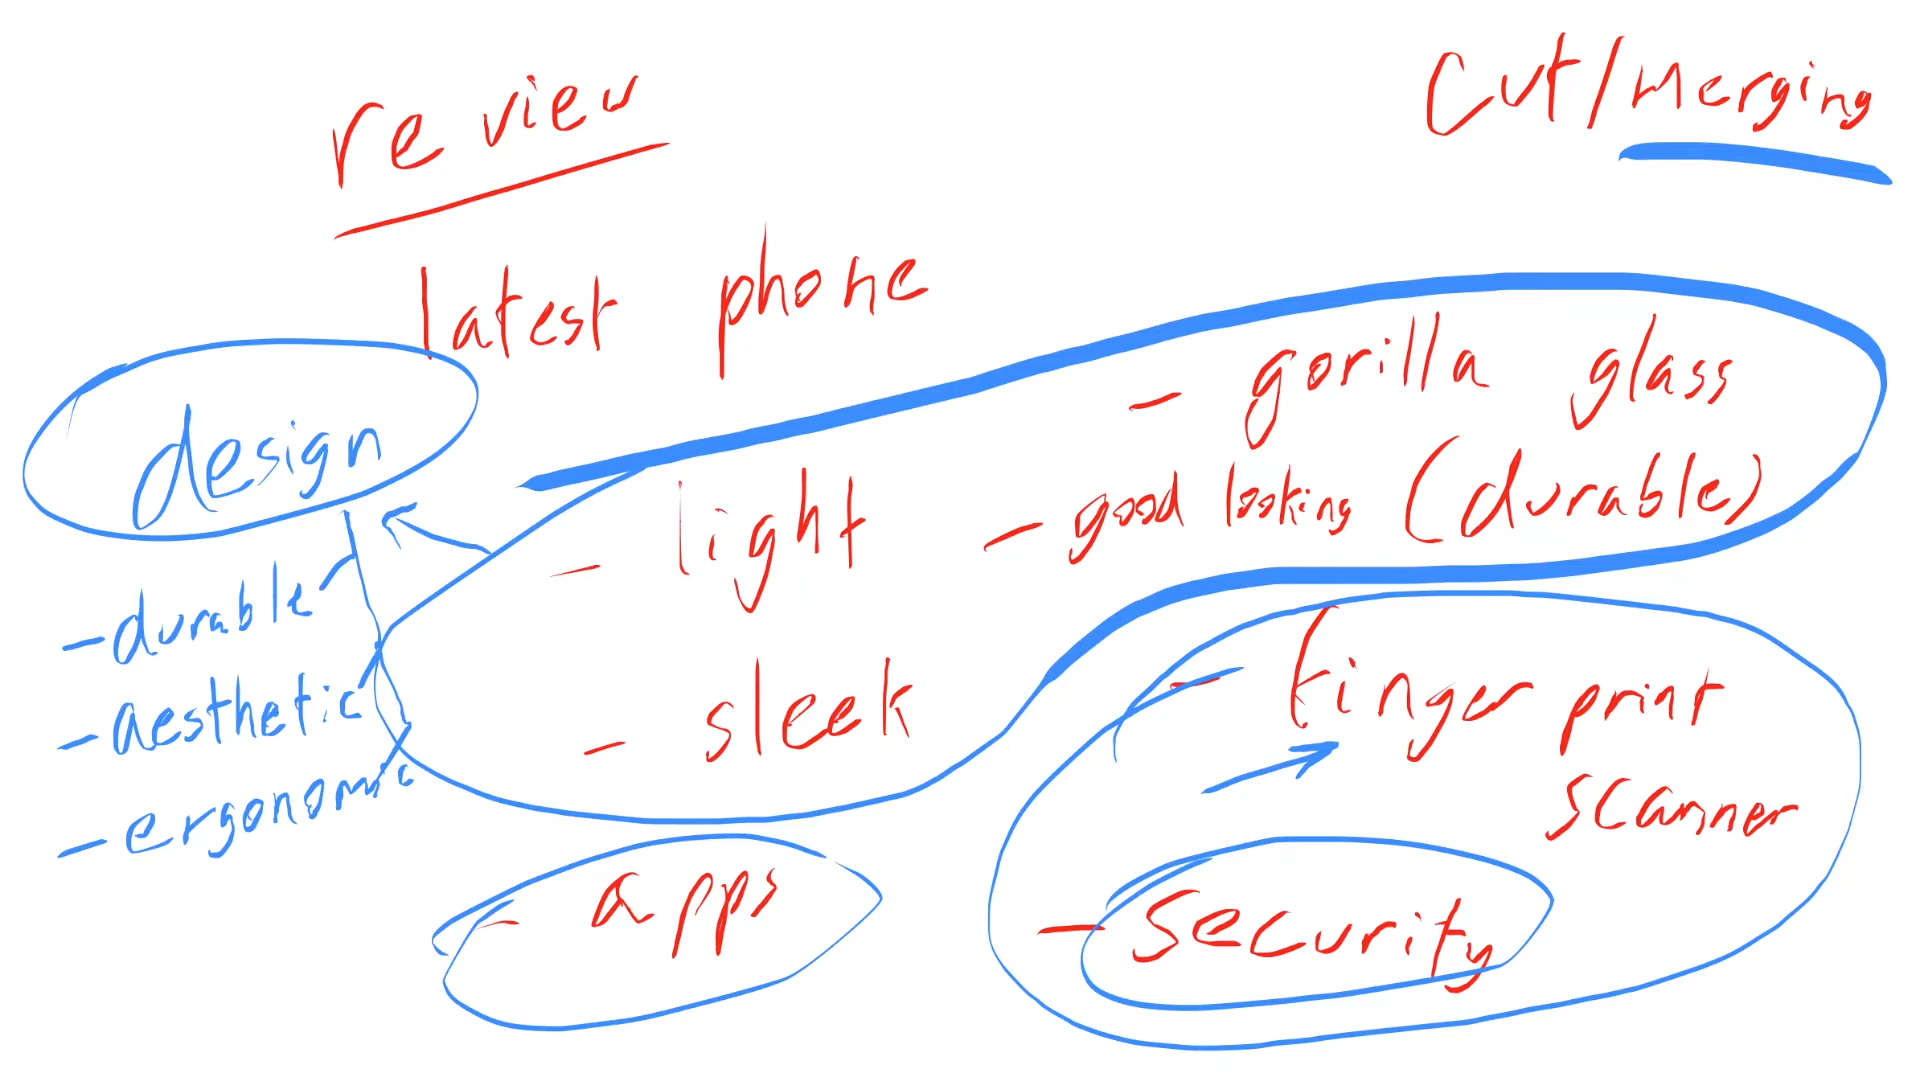 review
cut/merging
latest phone
design
- gorilla glass
- light
- good looking (durable)
- durable
- aesthetic
- ergonomic
- sleek
- finger print
scanner
- apps
- security